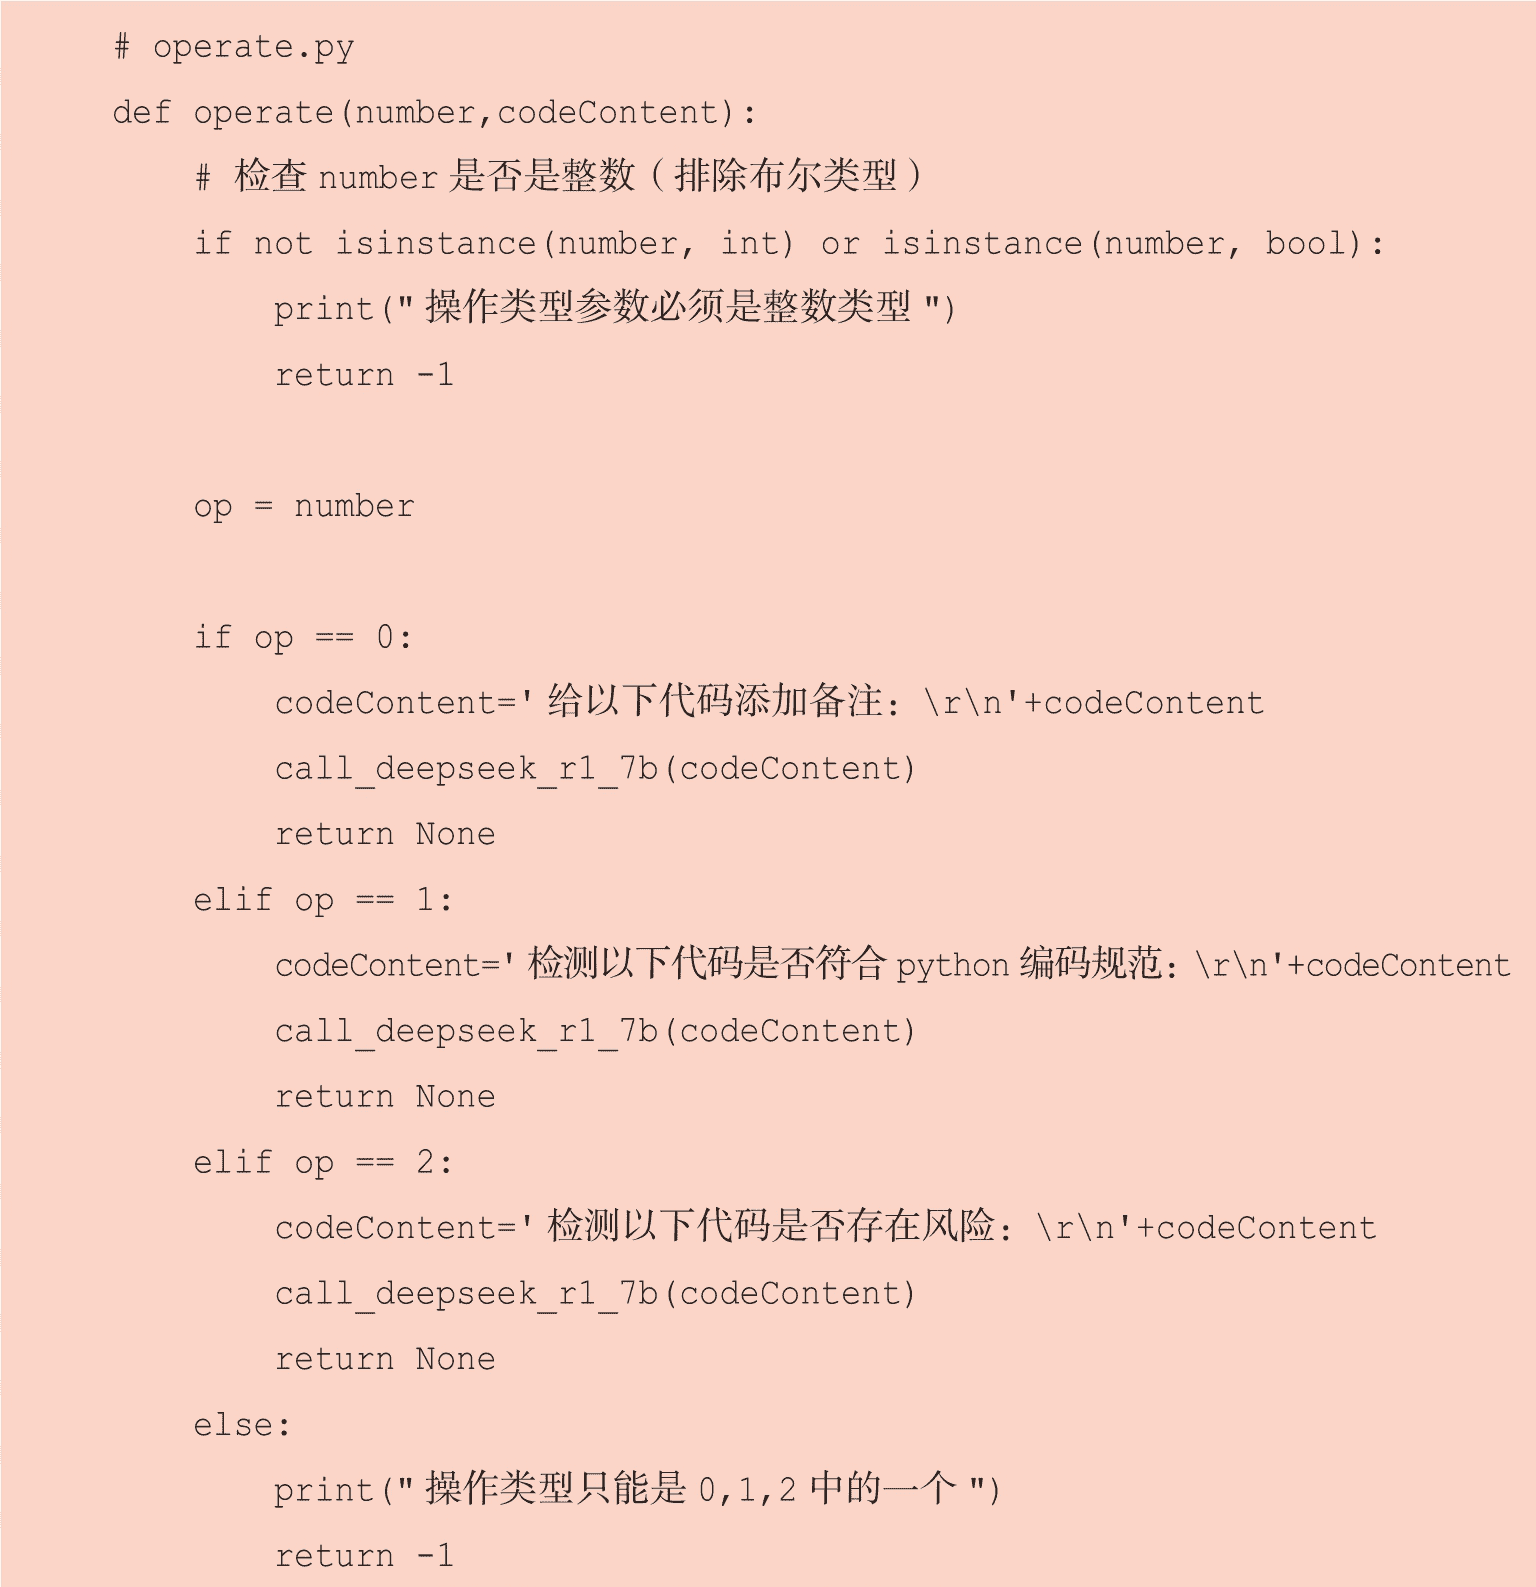 # operate.py
def operate(number,codeContent):
    # 检查 number 是否是整数（排除布尔类型）
    if not isinstance(number, int) or isinstance(number, bool):
        print(" 操作类型参数必须是整数类型 ")
        return -1

    op = number

    if op == 0:
        codeContent=' 给以下代码添加备注: \r\n'+codeContent
        call_deepseek_r1_7b(codeContent)
        return None
    elif op == 1:
        codeContent=' 检测以下代码是否符合 python 编码规范: \r\n'+codeContent
        call_deepseek_r1_7b(codeContent)
        return None
    elif op == 2:
        codeContent=' 检测以下代码是否存在风险: \r\n'+codeContent
        call_deepseek_r1_7b(codeContent)
        return None
    else:
        print(" 操作类型只能是 0,1,2 中的一个 ")
        return -1